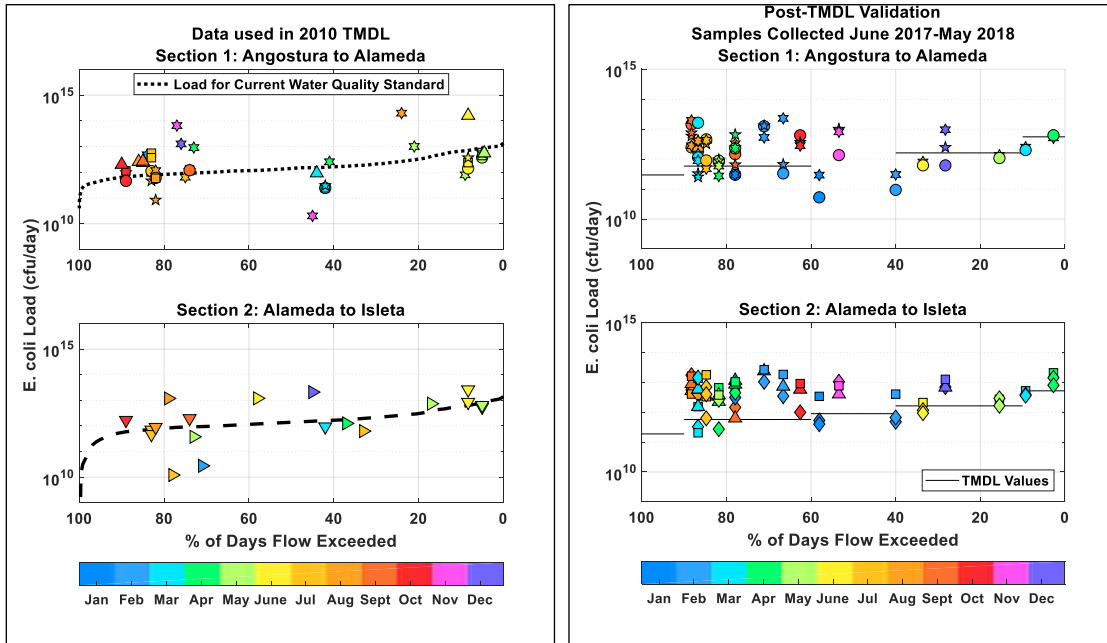 Data used in 2010 TMDL
Section 1: Angostura to Alameda
Load for Current Water Quality Standard
10^15
10^10
100 80 60 40 20 0
Section 2: Alameda to Isleta
10^15
10^10
100 80 60 40 20 0
E. coli Load (cfu/day)
% of Days Flow Exceeded
Jan Feb Mar Apr May June Jul Aug Sept Oct Nov Dec
Post-TMDL Validation
Samples Collected June 2017-May 2018
Section 1: Angostura to Alameda
10^15
10^10
100 80 60 40 20 0
Section 2: Alameda to Isleta
10^15
10^10
TMDL Values
100 80 60 40 20 0
E. coli Load (cfu/day)
% of Days Flow Exceeded
Jan Feb Mar Apr May June Jul Aug Sept Oct Nov Dec